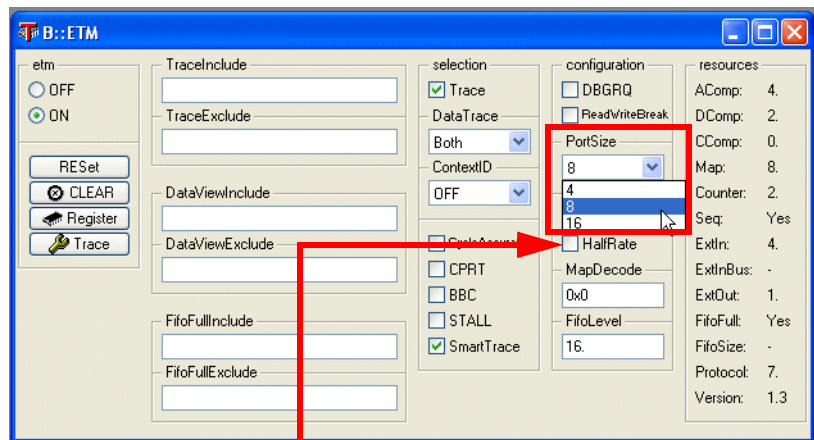 B::ETM
etm
OFF
ON
RESet
CLEAR
Register
Trace
TraceInclude
TraceExclude
DataViewInclude
DataViewExclude
FifoFullInclude
FifoFullExclude
selection
Trace
DataTrace
Both
ContextID
OFF
CPRT
BBC
STALL
SmartTrace
configuration
DBGRQ
ReadWriteBreak
PortSize
8
4
8
16
HalfRate
MapDecode
0x0
FifoLevel
16.
resources
AComp: 4.
DComp: 2.
CComp: 0.
Map: 8.
Counter: 2.
Seq: Yes
ExtIn: 4.
ExtInBus: -
ExtOut: 1.
FifoFull: Yes
FifoSize: -
Protocol: 7.
Version: 1.3